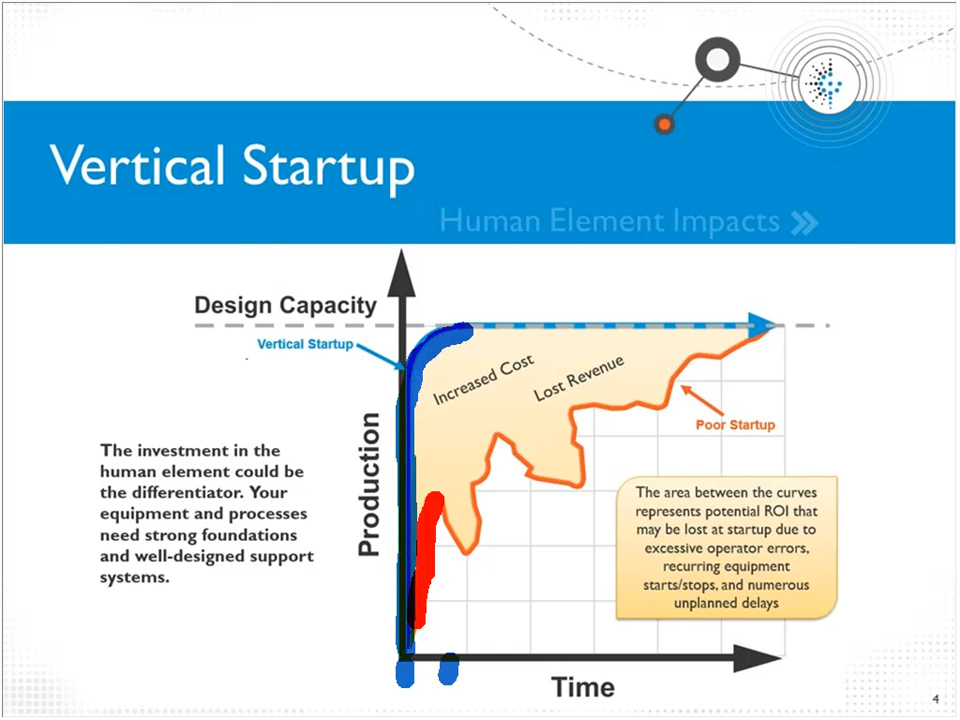 Vertical Startup
Human Element Impacts
Design Capacity
Vertical Startup
Increased Cost
Lost Revenue
Poor Startup
Production
The investment in the
human element could be
the differentiator. Your
equipment and processes
need strong foundations
and well-designed support
systems.
The area between the curves
represents potential ROI that
may be lost at startup due to
excessive operator errors,
recurring equipment
starts/stops, and numerous
unplanned delays
Time
4